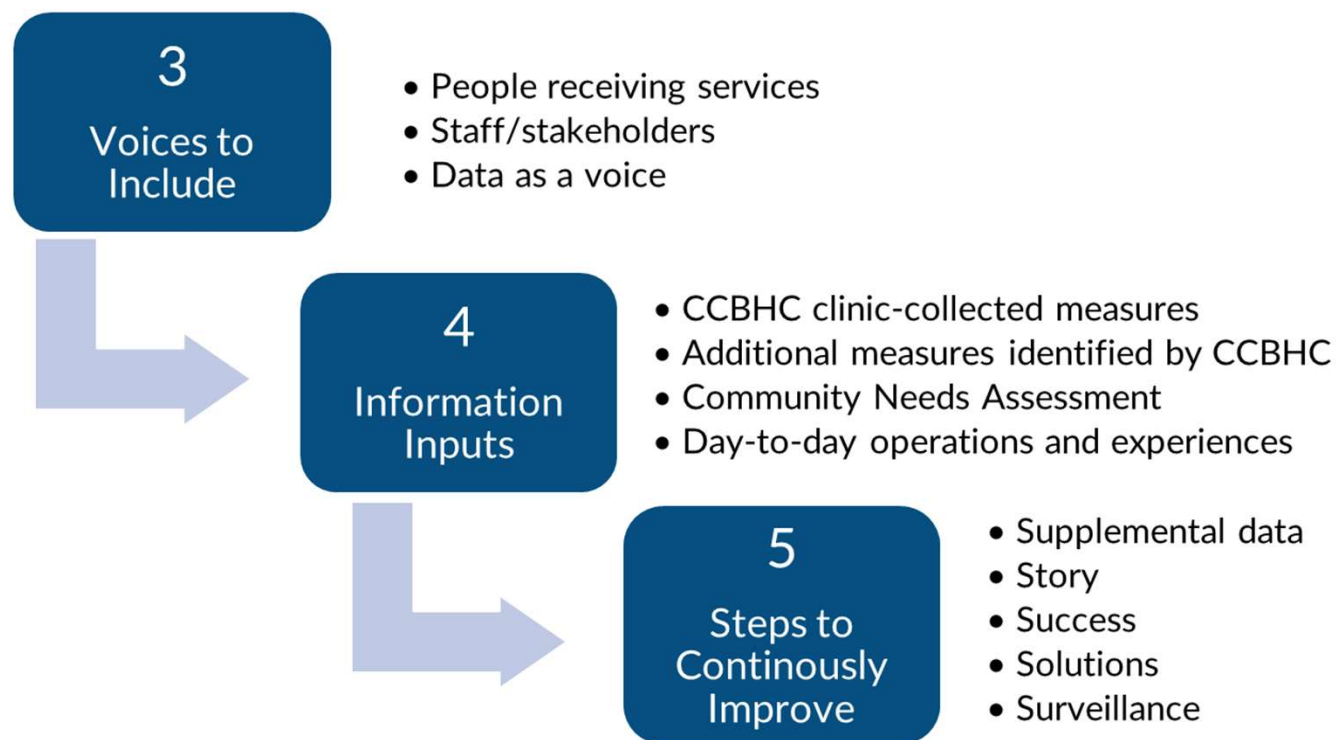 3
Voices to
Include
• People receiving services
• Staff/stakeholders
• Data as a voice
4
Information
Inputs
• CCBHC clinic-collected measures
• Additional measures identified by CCBHC
• Community Needs Assessment
• Day-to-day operations and experiences
5
Steps to
Continously
Improve
• Supplemental data
• Story
• Success
• Solutions
• Surveillance